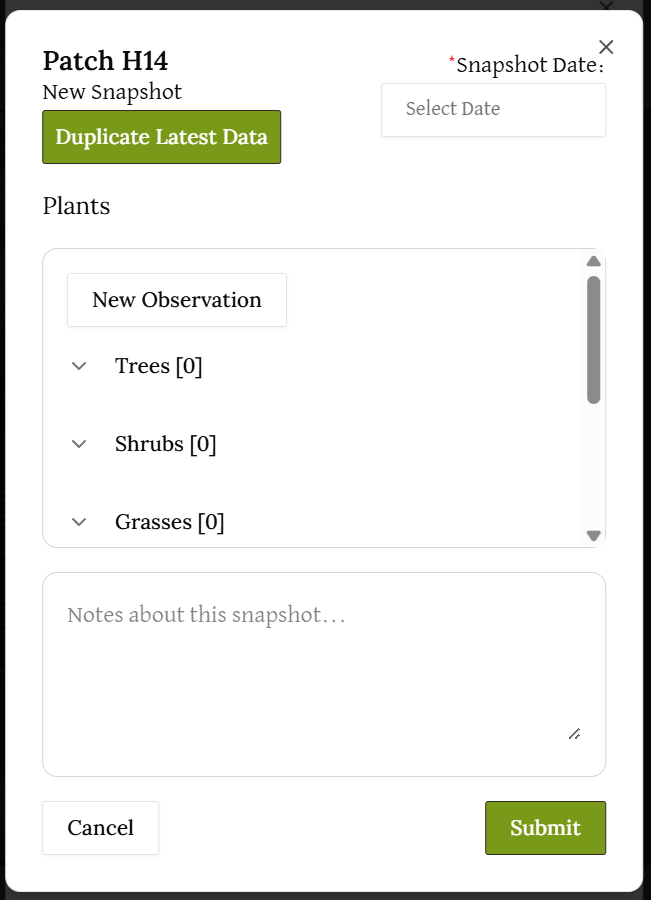 Patch H14
*Snapshot Date:
New Snapshot
Select Date
Duplicate Latest Data
Plants
New Observation
Trees [0]
Shrubs [0]
Grasses [0]
Notes about this snapshot...
Cancel
Submit